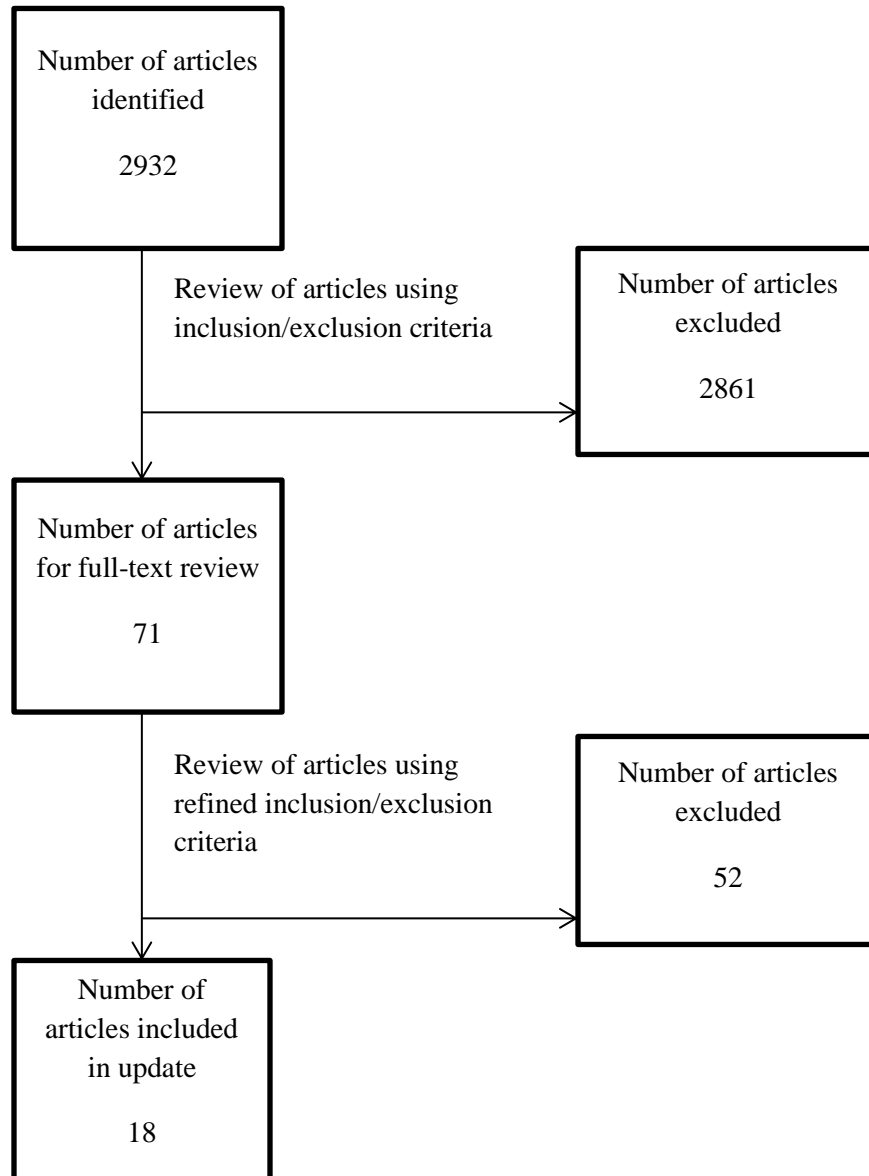 Number of articles
identified
2932
Review of articles using
inclusion/exclusion criteria
Number of articles
excluded
2861
Number of articles
for full-text review
71
Review of articles using
refined inclusion/exclusion
criteria
Number of articles
excluded
52
Number of
articles included
in update
18